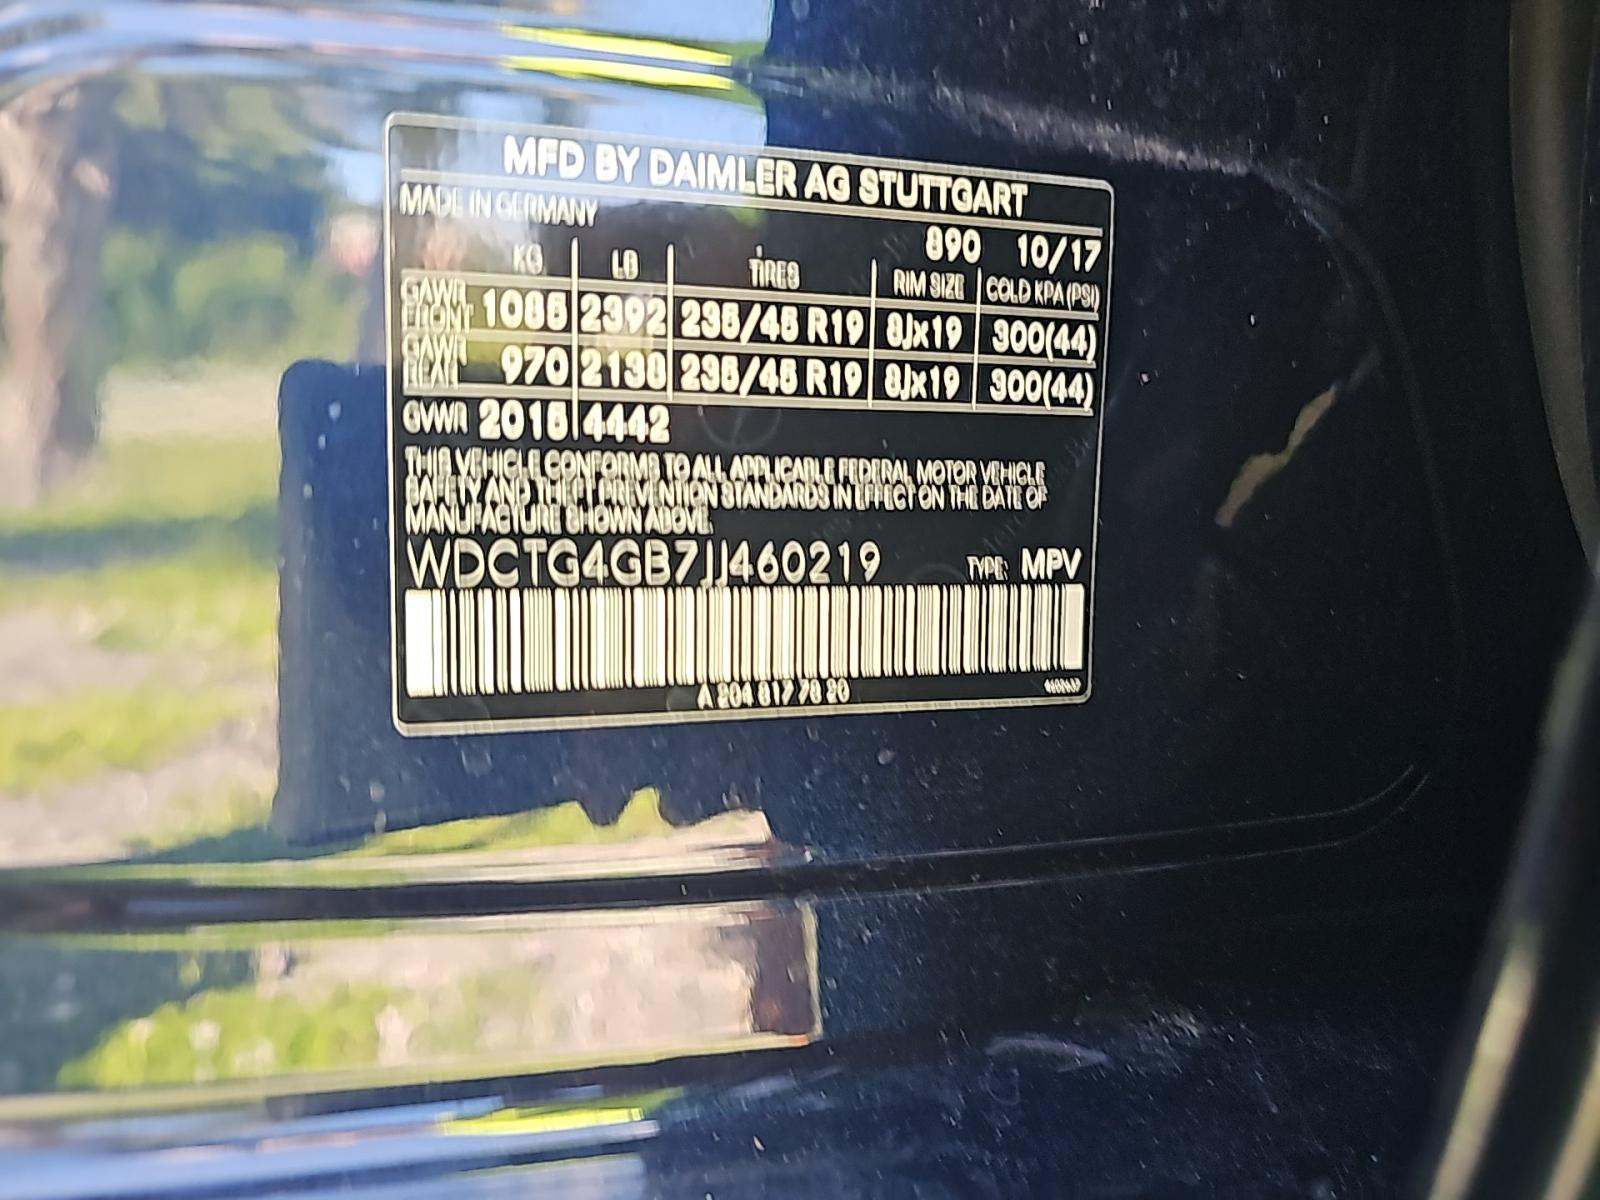 MFD BY DAIMLER AG STUTTGART
MADE IN GERMANY
890 10/17
KG LB TIRES RIM SIZE COLD KPA (PSI)
GAWR FRONT 1085 2392 235/45 R19 8Jx19 300(44)
GAWR REAR 970 2138 235/45 R19 8Jx19 300(44)
GVWR 2015 4442
THIS VEHICLE CONFORMS TO ALL APPLICABLE FEDERAL MOTOR VEHICLE
SAFETY AND THEFT PREVENTION STANDARDS IN EFFECT ON THE DATE OF
MANUFACTURE SHOWN ABOVE.
WDCTG4GB7JJ460219 TYPE: MPV
A 204 817 78 20